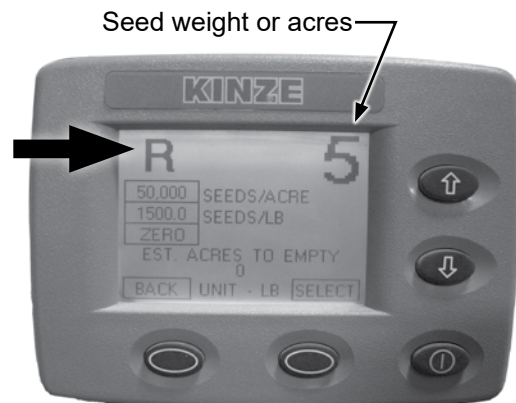 Seed weight or acres
KINZE
R 5
50,000 SEEDS/ACRE
1500.0 SEEDS/LB
ZERO
EST. ACRES TO EMPTY
0
BACK UNIT - LB SELECT